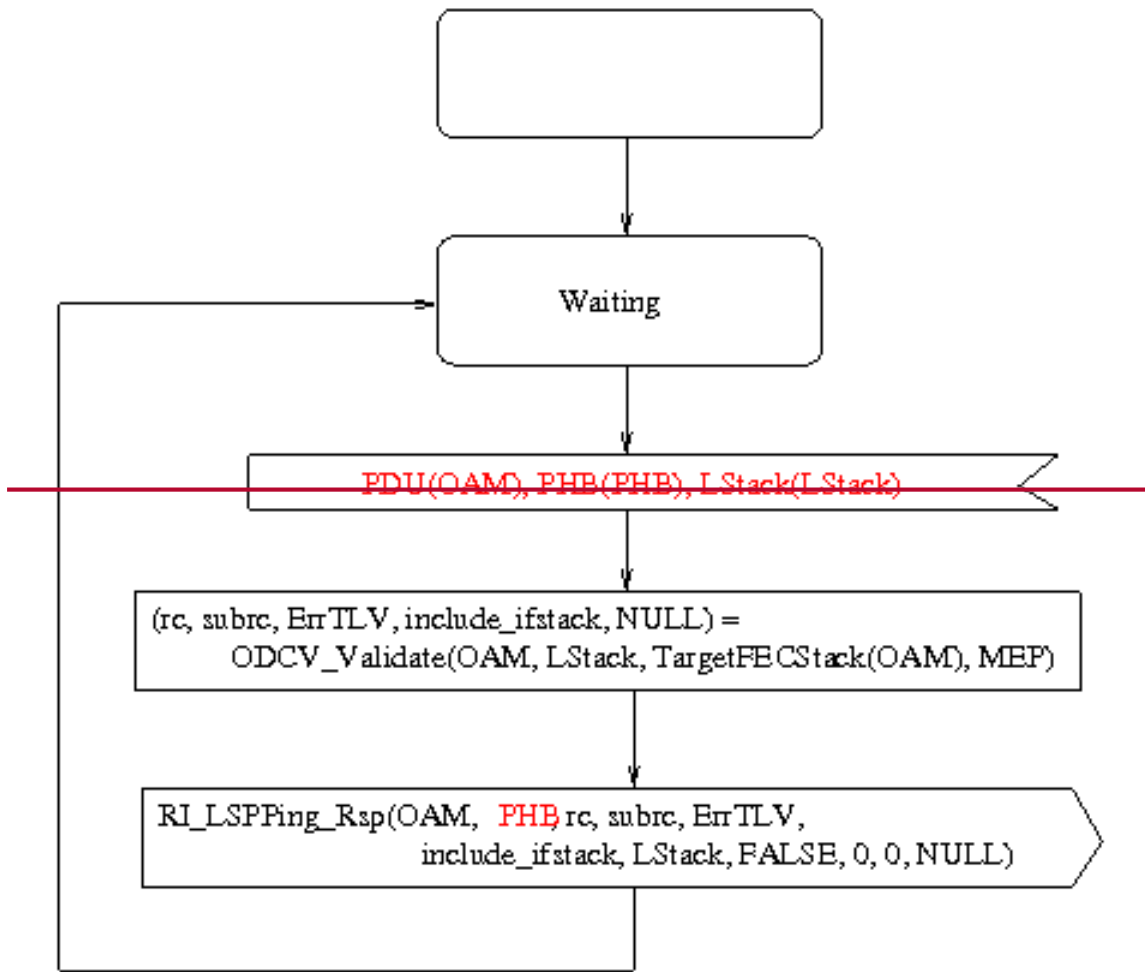 Waiting
PDU(OAM), PHB(PHB), LStack(LStack)
(rc, subrc, ErrTLV, include_ifstack, NULL) =
ODCV_Validate(OAM, LStack, TargetFECStack(OAM), MEP)
RI_LSPPing_Rsp(OAM, PHB, rc, subrc, ErrTLV,
include_ifstack, LStack, FALSE, 0, 0, NULL)